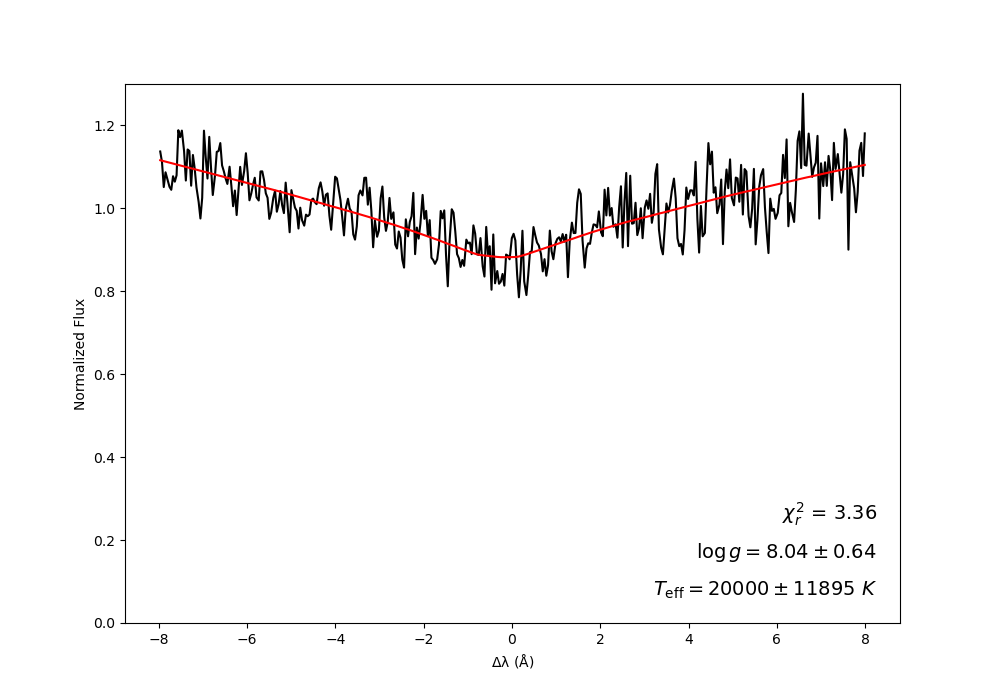 Normalized Flux
1.2
1.0
0.8
0.6
0.4
0.2
0.0
χ²ᵣ = 3.36
log g = 8.04 ± 0.64
T_eff = 20000 ± 11895 K
−8 −6 −4 −2 0 2 4 6 8
Δλ (Å)